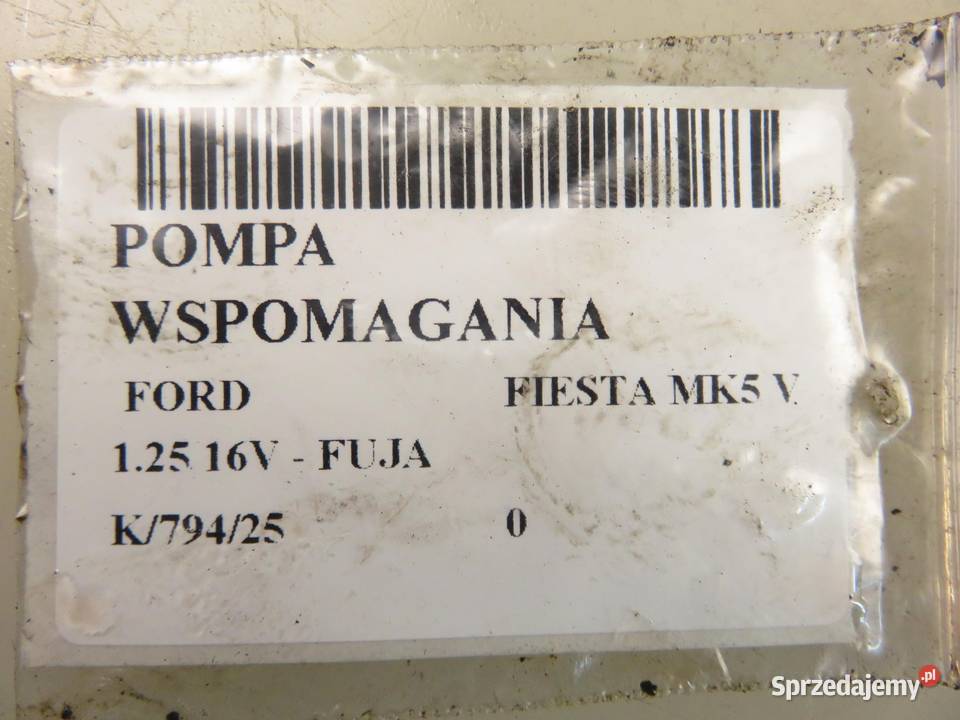 POMPA
WSPOMAGANIA
FORD FIESTA MK5 V
1.25 16V - FUJA
K/794/25 0
Sprzedajemy.pl